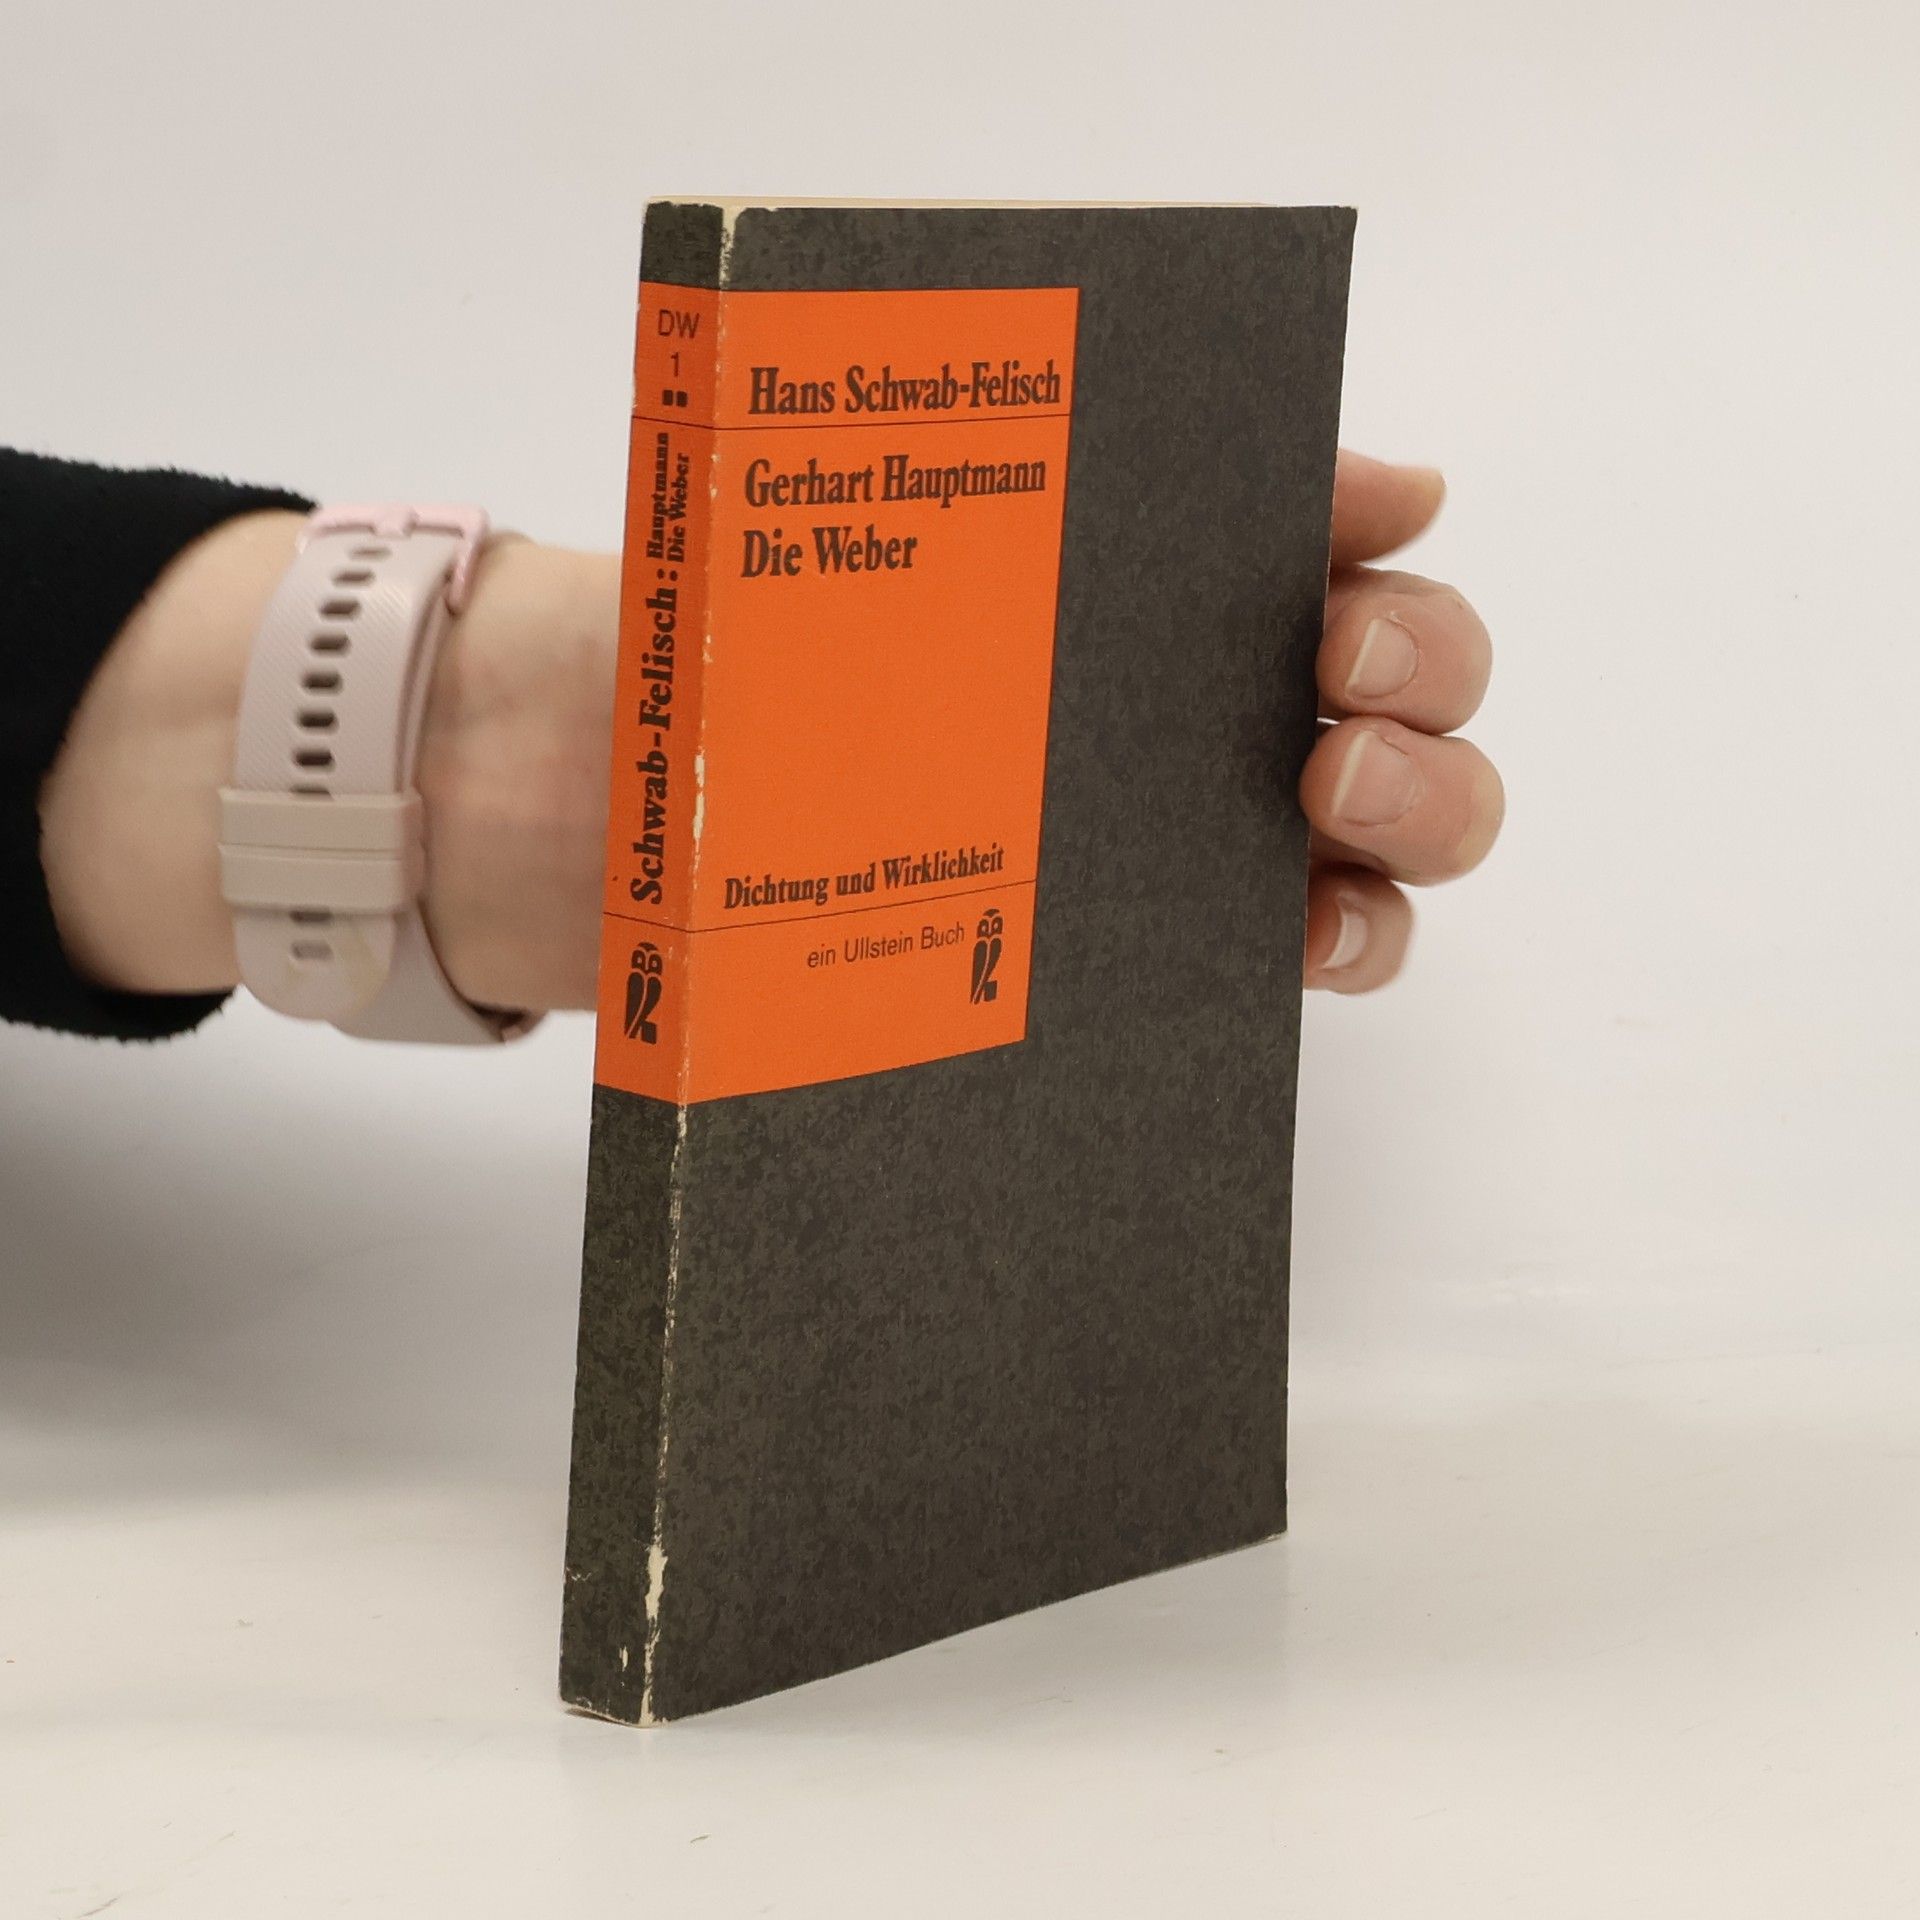 DW
1
Schwab-Felisch: Hauptmann
Die Weber
Hans Schwab-Felisch
Gerhart Hauptmann
Die Weber
Dichtung und Wirklichkeit
ein Ullstein Buch